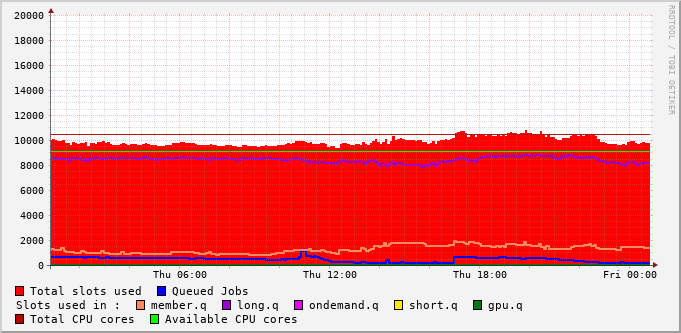 20000
18000
16000
14000
12000
10000
8000
6000
4000
2000
0
Thu 06:00 Thu 12:00 Thu 18:00 Fri 00:00
Total slots used Queued Jobs
Slots used in : member.q long.q ondemand.q short.q gpu.q
Total CPU cores Available CPU cores
RRDTOOL / TOBI OETIKER